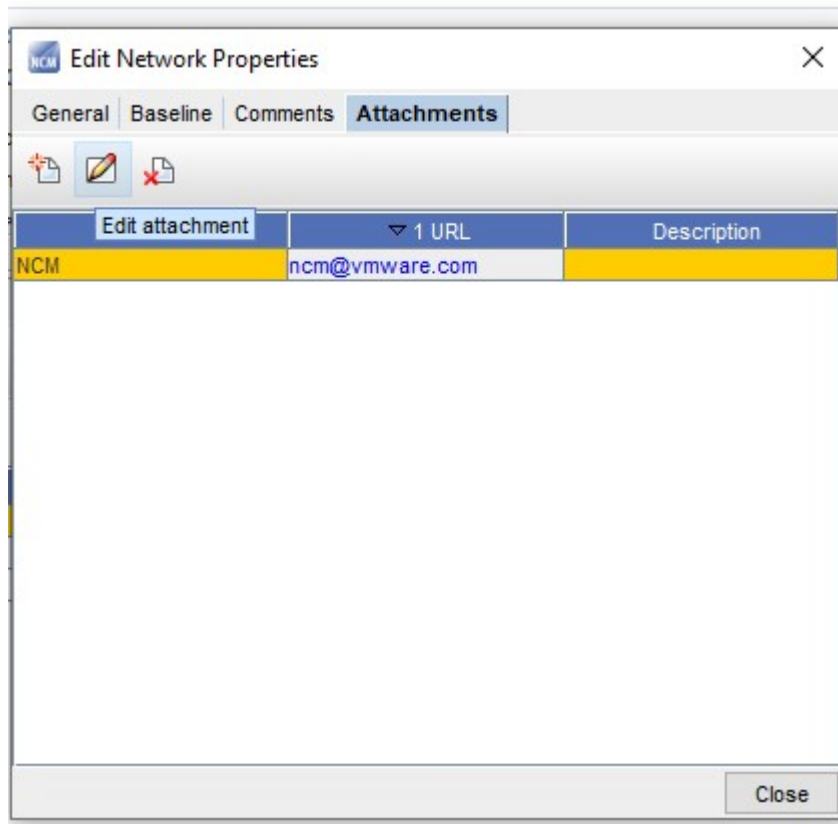 NCM Edit Network Properties
General Baseline Comments Attachments
Edit attachment 1 URL Description
NCM ncm@vmware.com
Close